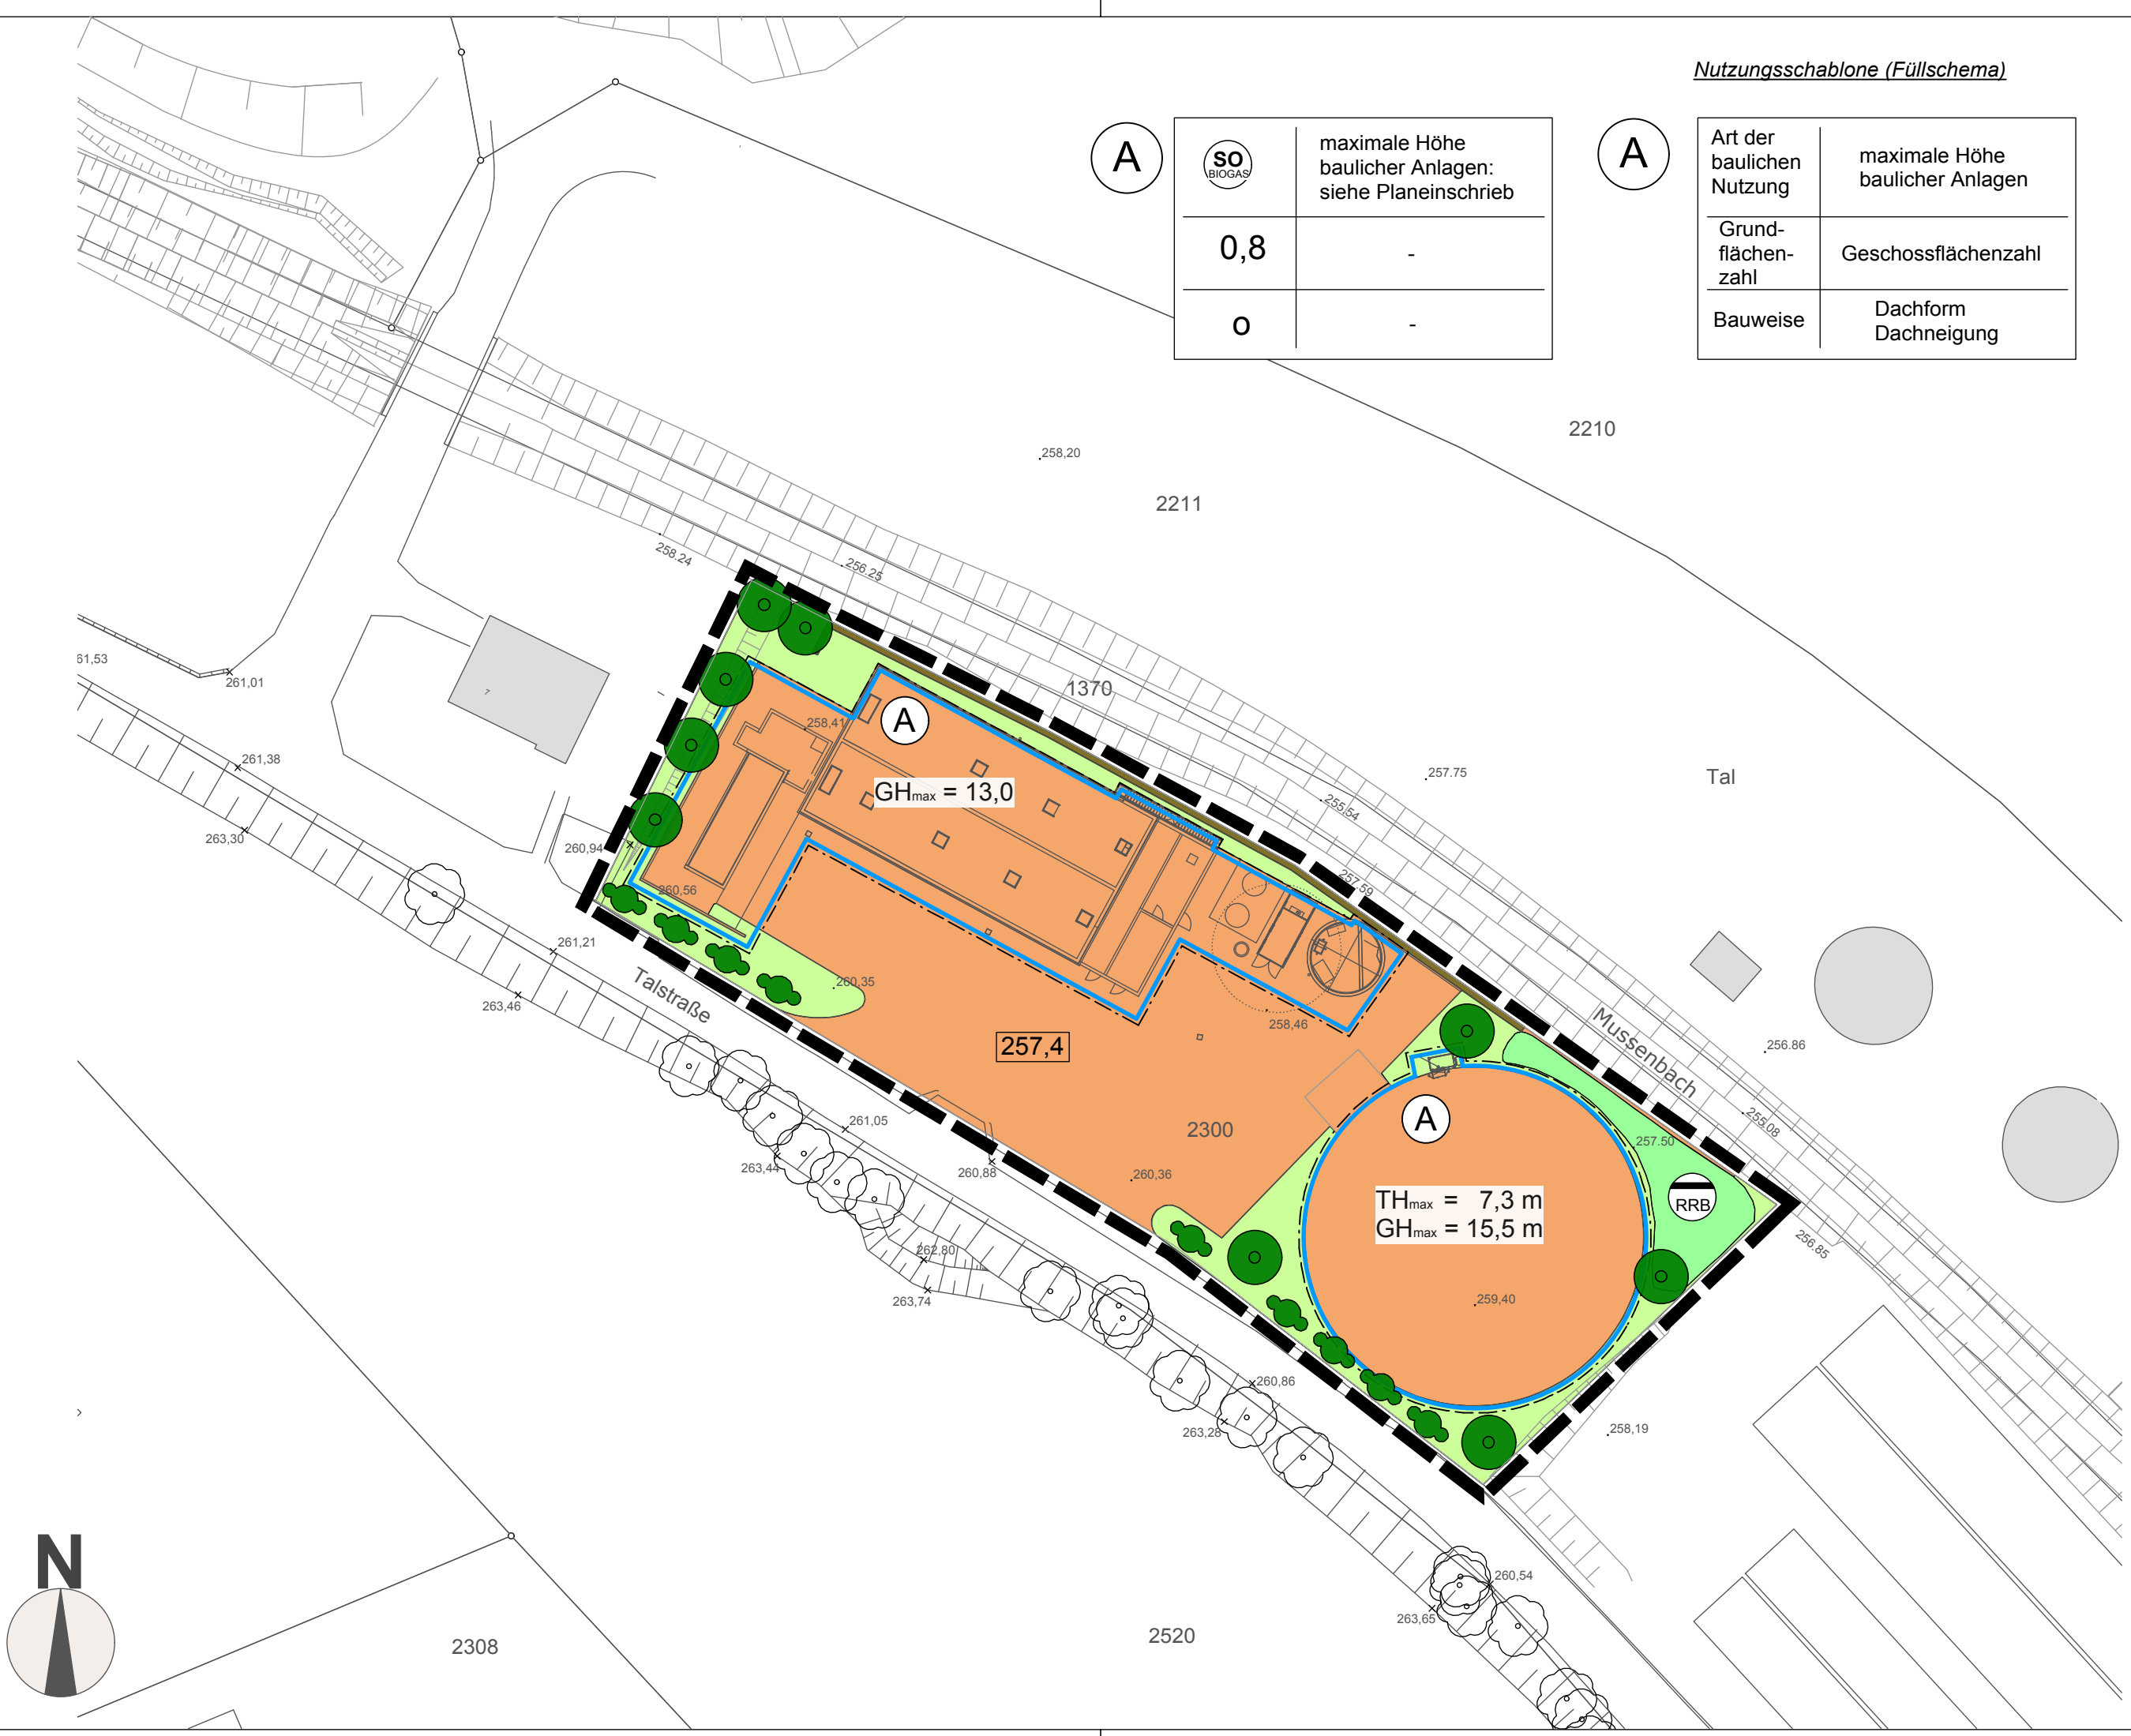 Nutzungsschablone (Füllschema)
A
SO
BIOGAS
maximale Höhe
baulicher Anlagen:
siehe Planeinschrieb
0,8
-
o
-
A
Art der
baulichen
Nutzung
maximale Höhe
baulicher Anlagen
Grund-
flächen-
zahl
Geschossflächenzahl
Bauweise
Dachform
Dachneigung
2210
258,20
2211
258.24
256.25
61,53
261,01
7
1370
258,41
A
GHmax = 13,0
257.75
Tal
261,38
255,54
263,30
260,94
257.59
260,56
261,21
260,35
263,46
Talstraße
258,46
257,4
Mussenbach
256.86
261,05
A
2300
255.08
257.50
263,44
260,88
260,36
THmax = 7,3 m
GHmax = 15,5 m
RRB
256.85
262,80
263,74
259,40
260,86
263,28
258,19
N
260,54
263,65
2308
2520